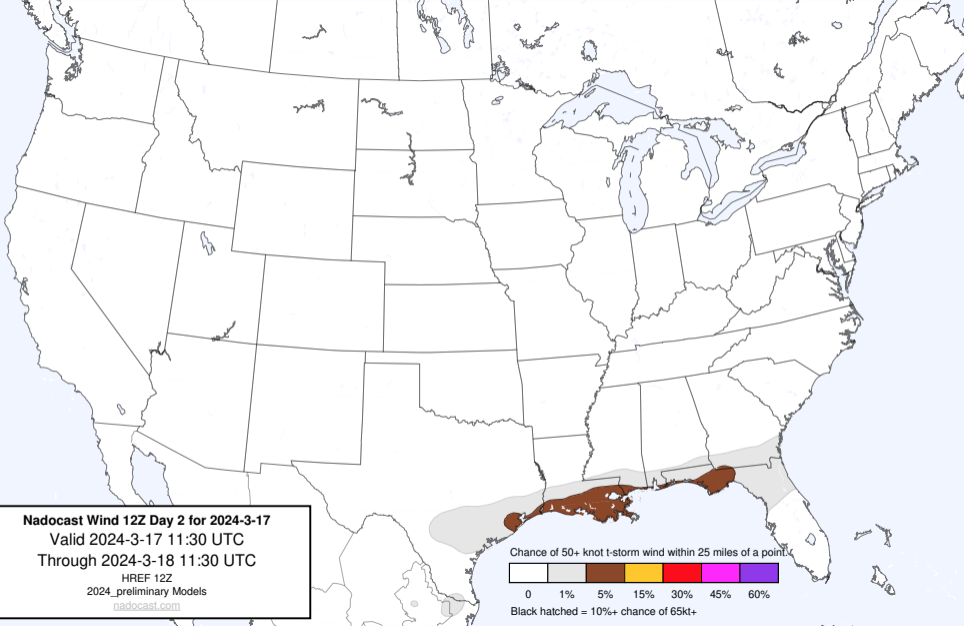 Nadocast Wind 12Z Day 2 for 2024-3-17
Valid 2024-3-17 11:30 UTC
Through 2024-3-18 11:30 UTC
HREF 12Z
2024_preliminary Models
nadocast.com
Chance of 50+ knot t-storm wind within 25 miles of a point.
0 1% 5% 15% 30% 45% 60%
Black hatched = 10%+ chance of 65kt+